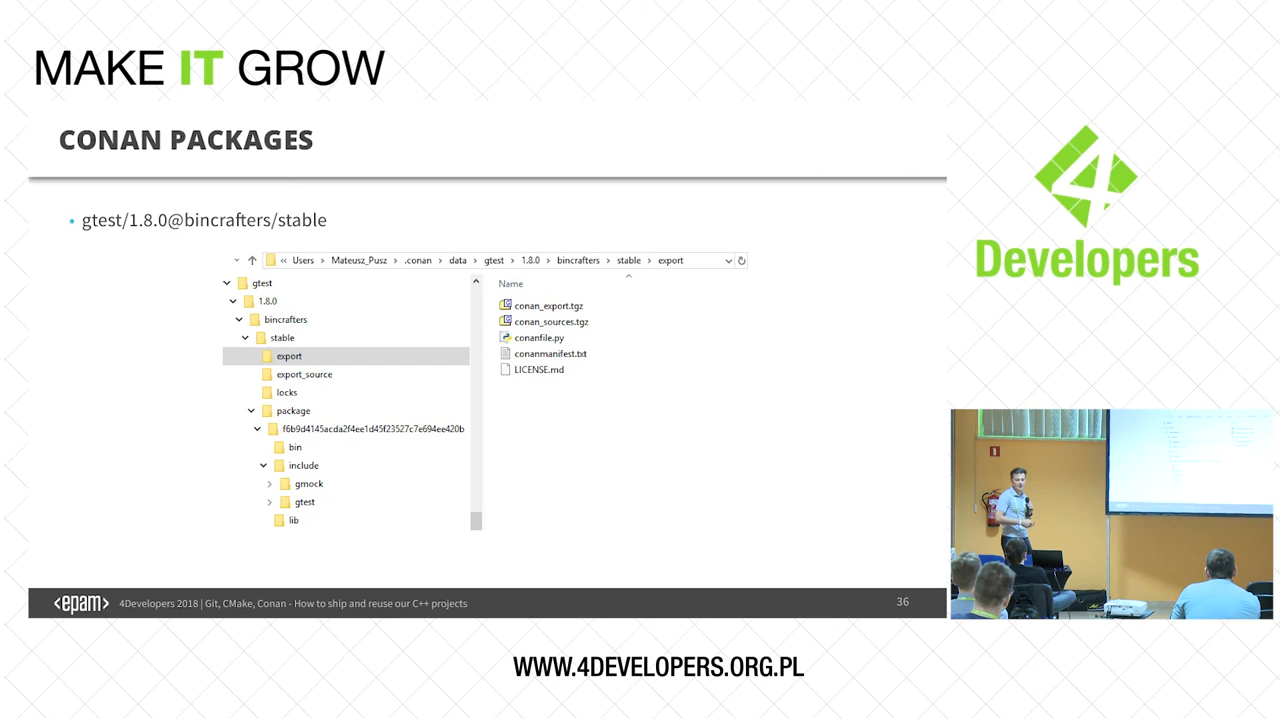 MAKE IT GROW
CONAN PACKAGES
• gtest/1.8.0@bincrafters/stable
« Users > Mateusz_Pusz > .conan > data > gtest > 1.8.0 > bincrafters > stable > export
gtest
1.8.0
bincrafters
stable
export
export_source
locks
package
f6b9d4145acda2f4ee1d45f23527c7e694ee420b
bin
include
gmock
gtest
lib
Name
conan_export.tgz
conan_sources.tgz
conanfile.py
conanmanifest.txt
LICENSE.md
<epam> 4Developers 2018 | Git, CMake, Conan - How to ship and reuse our C++ projects
36
4
Developers
WWW.4DEVELOPERS.ORG.PL